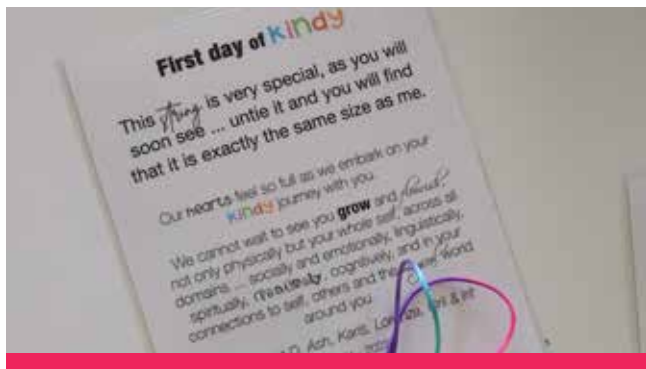 First day of kindy
This string is very special, as you will
soon see ... untie it and you will find
that it is exactly the same size as me.
Our hearts feel so full as we embark on your
kindy journey with you.
We cannot wait to see you grow and flourish,
not only physically but your whole self, across all
domains ... socially and emotionally, linguistically,
spiritually, creatively, cognitively, and in your
connections to self, others and the world
around you.
Ash, Karis,